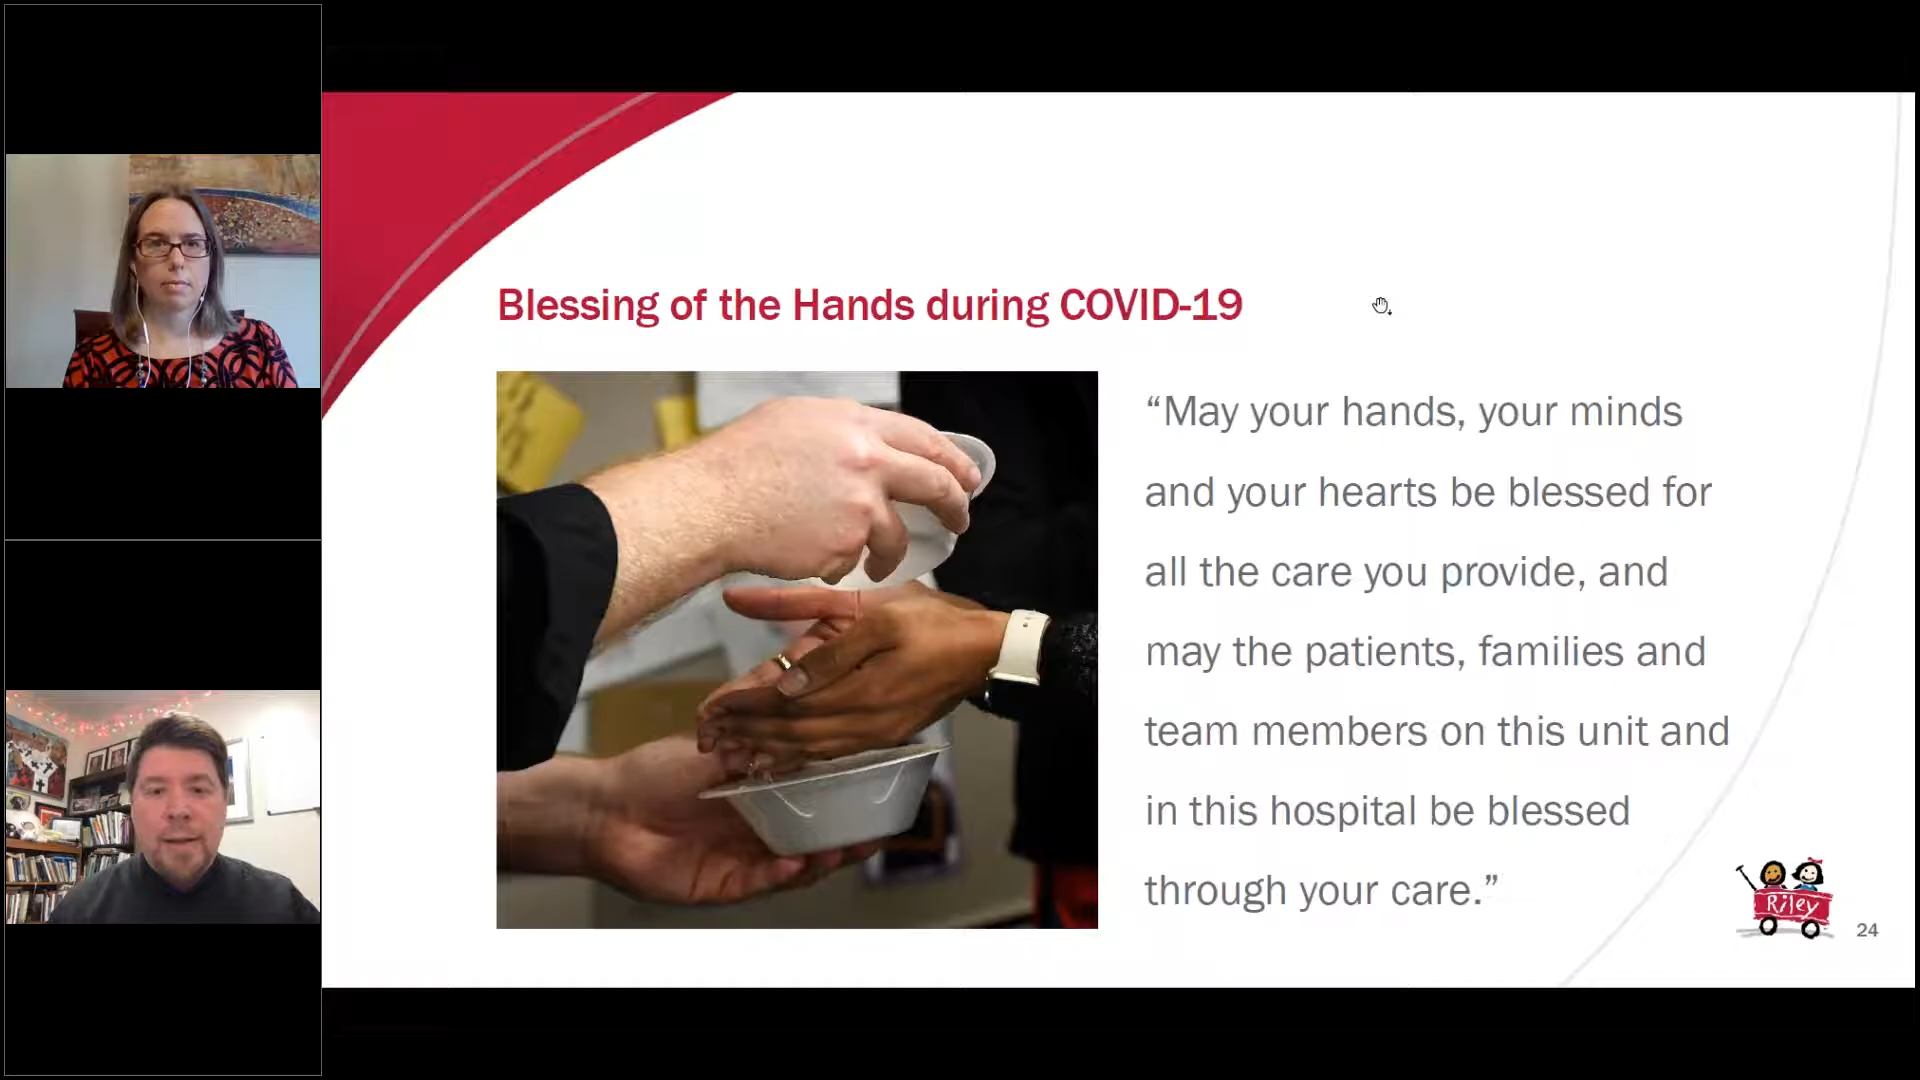 Blessing of the Hands during COVID-19
“May your hands, your minds
and your hearts be blessed for
all the care you provide, and
may the patients, families and
team members on this unit and
in this hospital be blessed
through your care.”
Riley
24